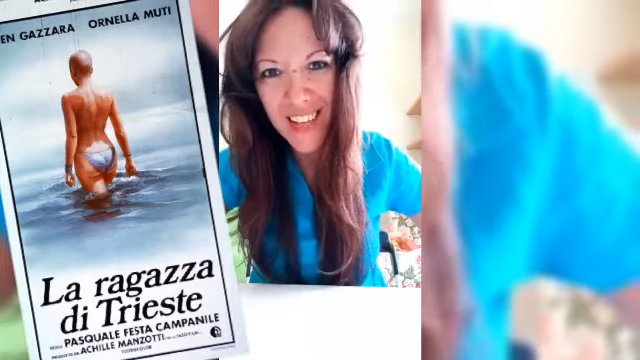 EN GAZZARA ORNELLA MUTI
La ragazza
di Trieste
PASQUALE FESTA CAMPANILE
ACHILLE MANZOTTI